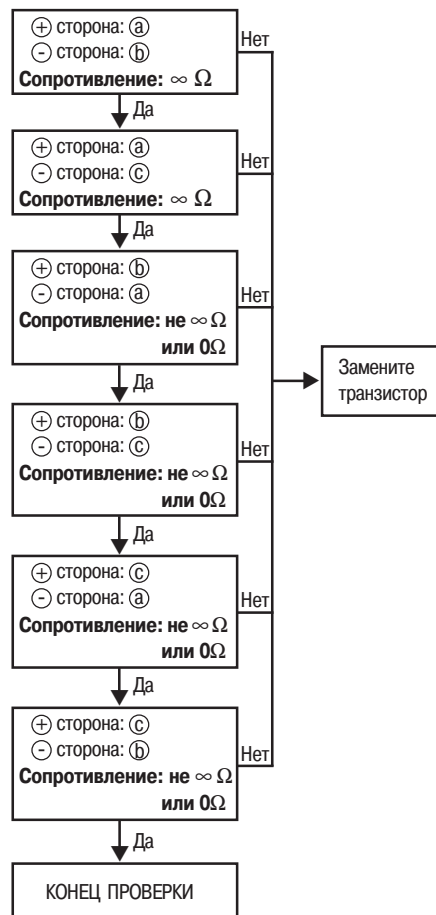 ⊕ сторона: ⓐ
⊖ сторона: ⓑ
Сопротивление: ∞ Ω
Нет
Да
⊕ сторона: ⓐ
⊖ сторона: ⓒ
Сопротивление: ∞ Ω
Нет
Да
⊕ сторона: ⓑ
⊖ сторона: ⓐ
Сопротивление: не ∞ Ω
или 0Ω
Нет
Да
Замените
транзистор
⊕ сторона: ⓑ
⊖ сторона: ⓒ
Сопротивление: не ∞ Ω
или 0Ω
Нет
Да
⊕ сторона: ⓒ
⊖ сторона: ⓐ
Сопротивление: не ∞ Ω
или 0Ω
Нет
Да
⊕ сторона: ⓒ
⊖ сторона: ⓑ
Сопротивление: не ∞ Ω
или 0Ω
Нет
Да
КОНЕЦ ПРОВЕРКИ